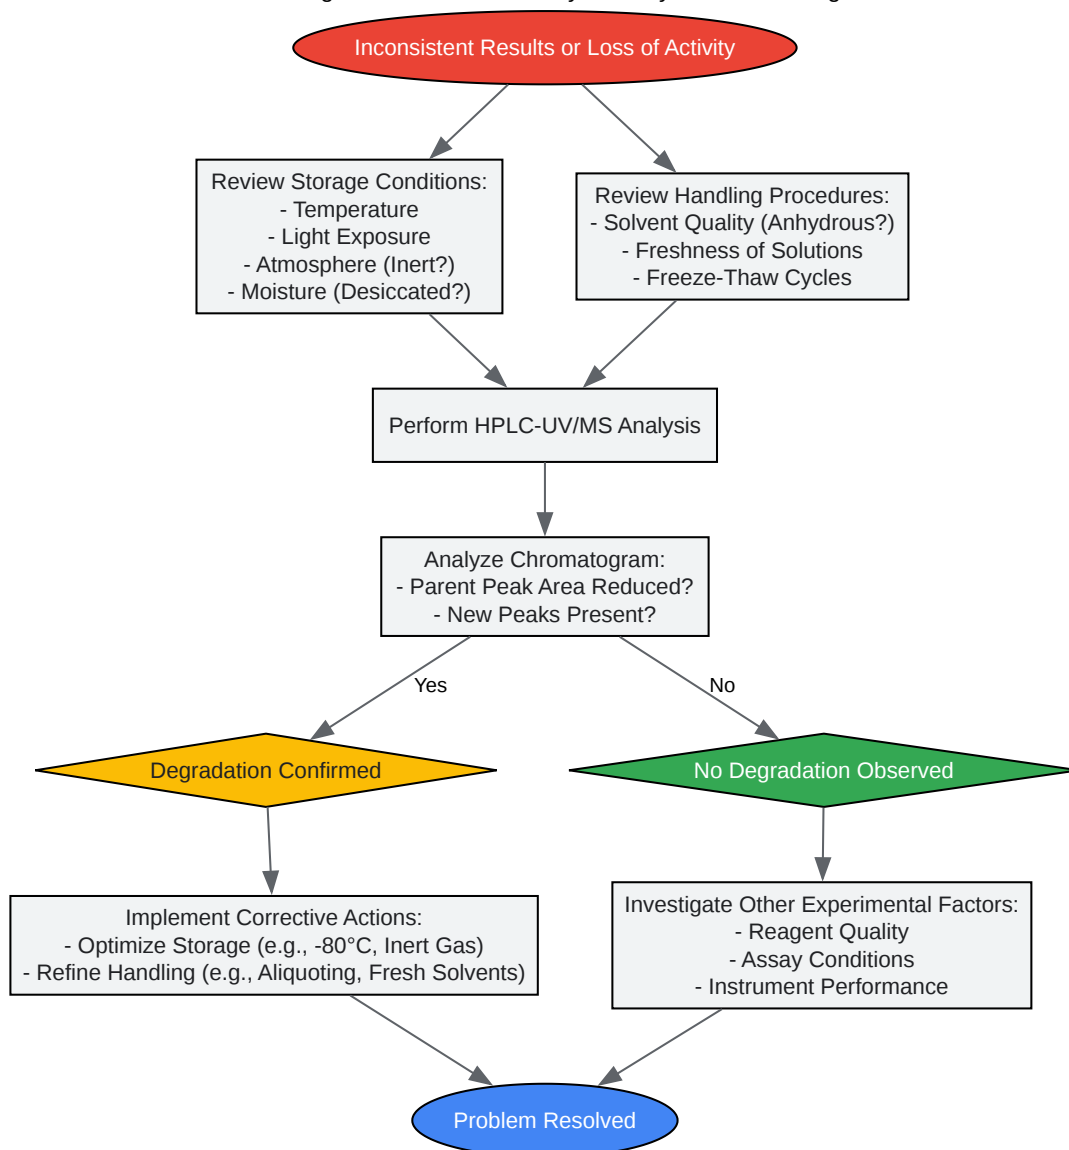 Inconsistent Results or Loss of Activity
Review Storage Conditions:
- Temperature
- Light Exposure
- Atmosphere (Inert?)
- Moisture (Desiccated?)
Review Handling Procedures:
- Solvent Quality (Anhydrous?)
- Freshness of Solutions
- Freeze-Thaw Cycles
Perform HPLC-UV/MS Analysis
Analyze Chromatogram:
- Parent Peak Area Reduced?
- New Peaks Present?
Yes
No
Degradation Confirmed
No Degradation Observed
Implement Corrective Actions:
- Optimize Storage (e.g., -80°C, Inert Gas)
- Refine Handling (e.g., Aliquoting, Fresh Solvents)
Investigate Other Experimental Factors:
- Reagent Quality
- Assay Conditions
- Instrument Performance
Problem Resolved